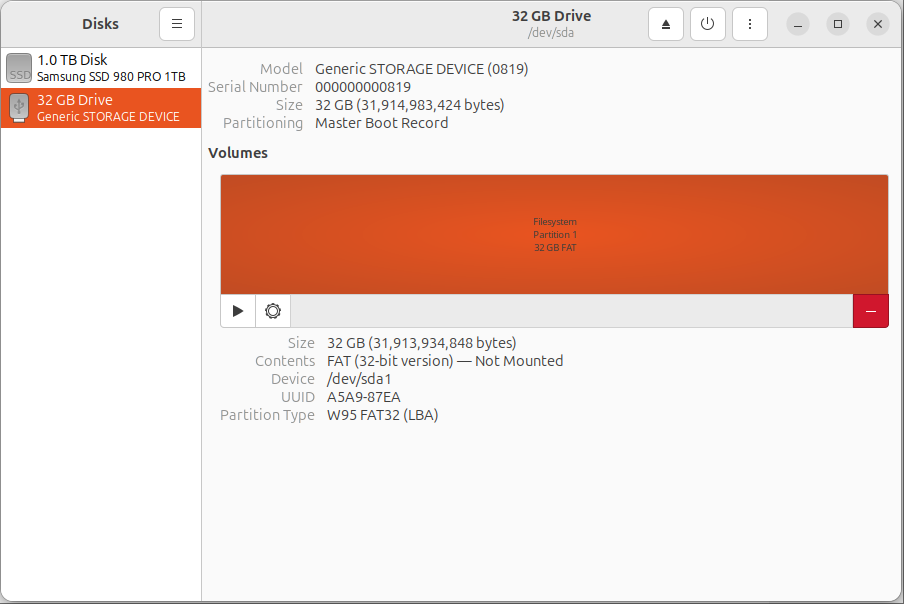 Disks
32 GB Drive
/dev/sda
1.0 TB Disk
Samsung SSD 980 PRO 1TB
SSD
32 GB Drive
Generic STORAGE DEVICE
Model Generic STORAGE DEVICE (0819)
Serial Number 000000000819
Size 32 GB (31,914,983,424 bytes)
Partitioning Master Boot Record
Volumes
Filesystem
Partition 1
32 GB FAT
Size 32 GB (31,913,934,848 bytes)
Contents FAT (32-bit version) — Not Mounted
Device /dev/sda1
UUID A5A9-87EA
Partition Type W95 FAT32 (LBA)